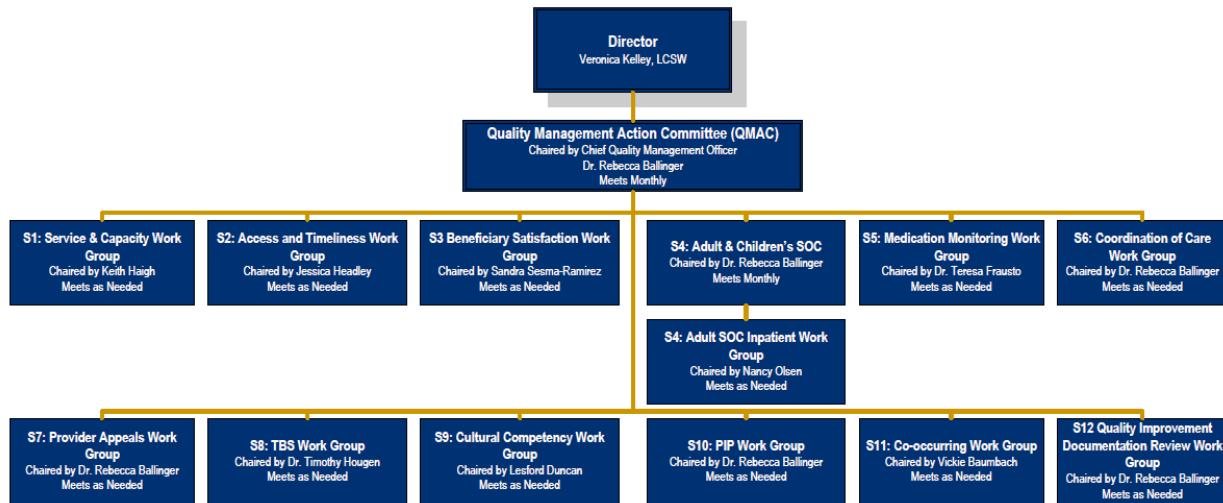 Director
Veronica Kelley, LCSW
Quality Management Action Committee (QMAC)
Chaired by Chief Quality Management Officer
Dr. Rebecca Ballinger
Meets Monthly
S1: Service & Capacity Work
Group
Chaired by Keith Haigh
Meets as Needed
S2: Access and Timeliness Work
Group
Chaired by Jessica Headley
Meets as Needed
S3 Beneficiary Satisfaction Work
Group
Chaired by Sandra Sesma-Ramirez
Meets as Needed
S4: Adult & Children's SOC
Chaired by Dr. Rebecca Ballinger
Meets Monthly
S5: Medication Monitoring Work
Group
Chaired by Dr. Teresa Frausto
Meets as Needed
S6: Coordination of Care
Work Group
Chaired by Dr. Rebecca Ballinger
Meets as Needed
S4: Adult SOC Inpatient Work
Group
Chaired by Nancy Olsen
Meets as Needed
S7: Provider Appeals Work
Group
Chaired by Dr. Rebecca Ballinger
Meets as Needed
S8: TBS Work Group
Chaired by Dr. Timothy Hougen
Meets as Needed
S9: Cultural Competency Work
Group
Chaired by Lesford Duncan
Meets as Needed
S10: PIP Work Group
Chaired by Dr. Rebecca Ballinger
Meets as Needed
S11: Co-occurring Work Group
Chaired by Vickie Baumbach
Meets as Needed
S12 Quality Improvement
Documentation Review Work
Group
Chaired by Dr. Rebecca Ballinger
Meets as Needed